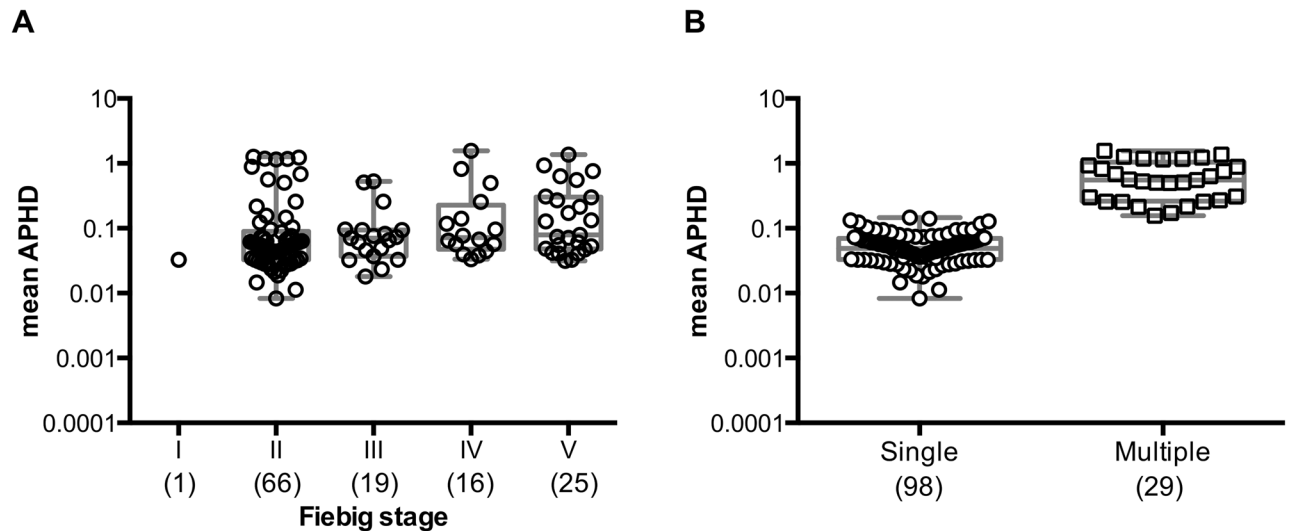 A
mean APHD
10
1
0.1
0.01
0.001
0.0001
I II III IV V
(1) (66) (19) (16) (25)
Fiebig stage
B
mean APHD
10
1
0.1
0.01
0.001
0.0001
Single Multiple
(98) (29)